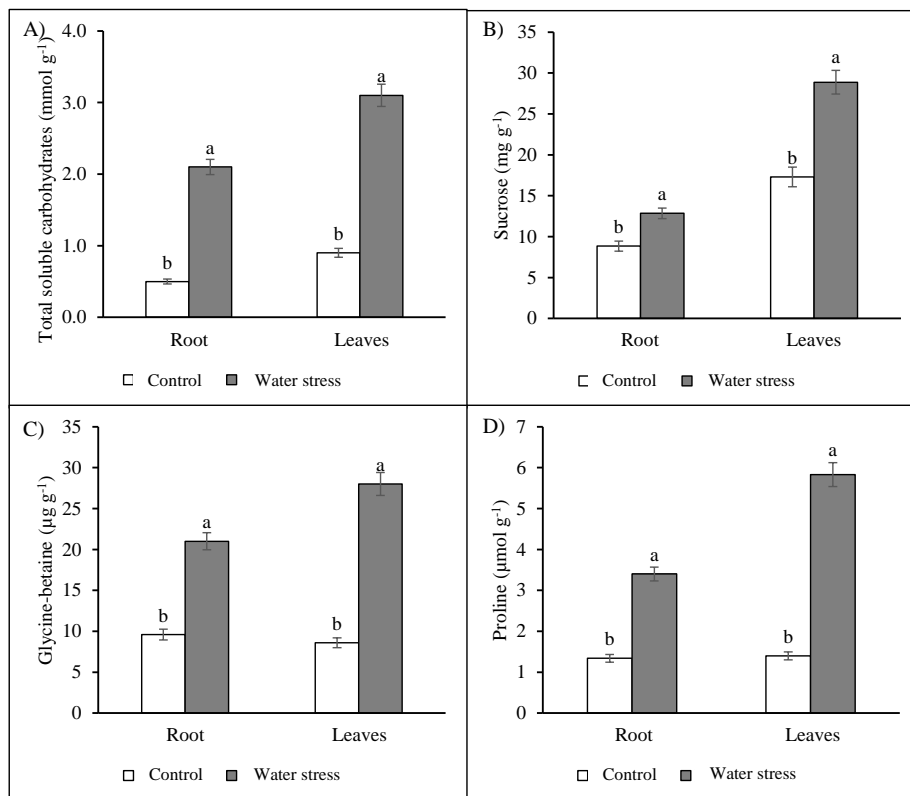 A)
Total soluble carbohydrates (mmol g⁻¹)
4.0
3.0
2.0
1.0
0.0
b
a
b
a
Root
Leaves
Control
Water stress
B)
Sucrose (mg g⁻¹)
35
30
25
20
15
10
5
0
b
a
b
a
Root
Leaves
Control
Water stress
C)
Glycine-betaine (µg g⁻¹)
35
30
25
20
15
10
5
0
b
a
b
a
Root
Leaves
Control
Water stress
D)
Proline (µmol g⁻¹)
7
6
5
4
3
2
1
0
b
a
b
a
Root
Leaves
Control
Water stress